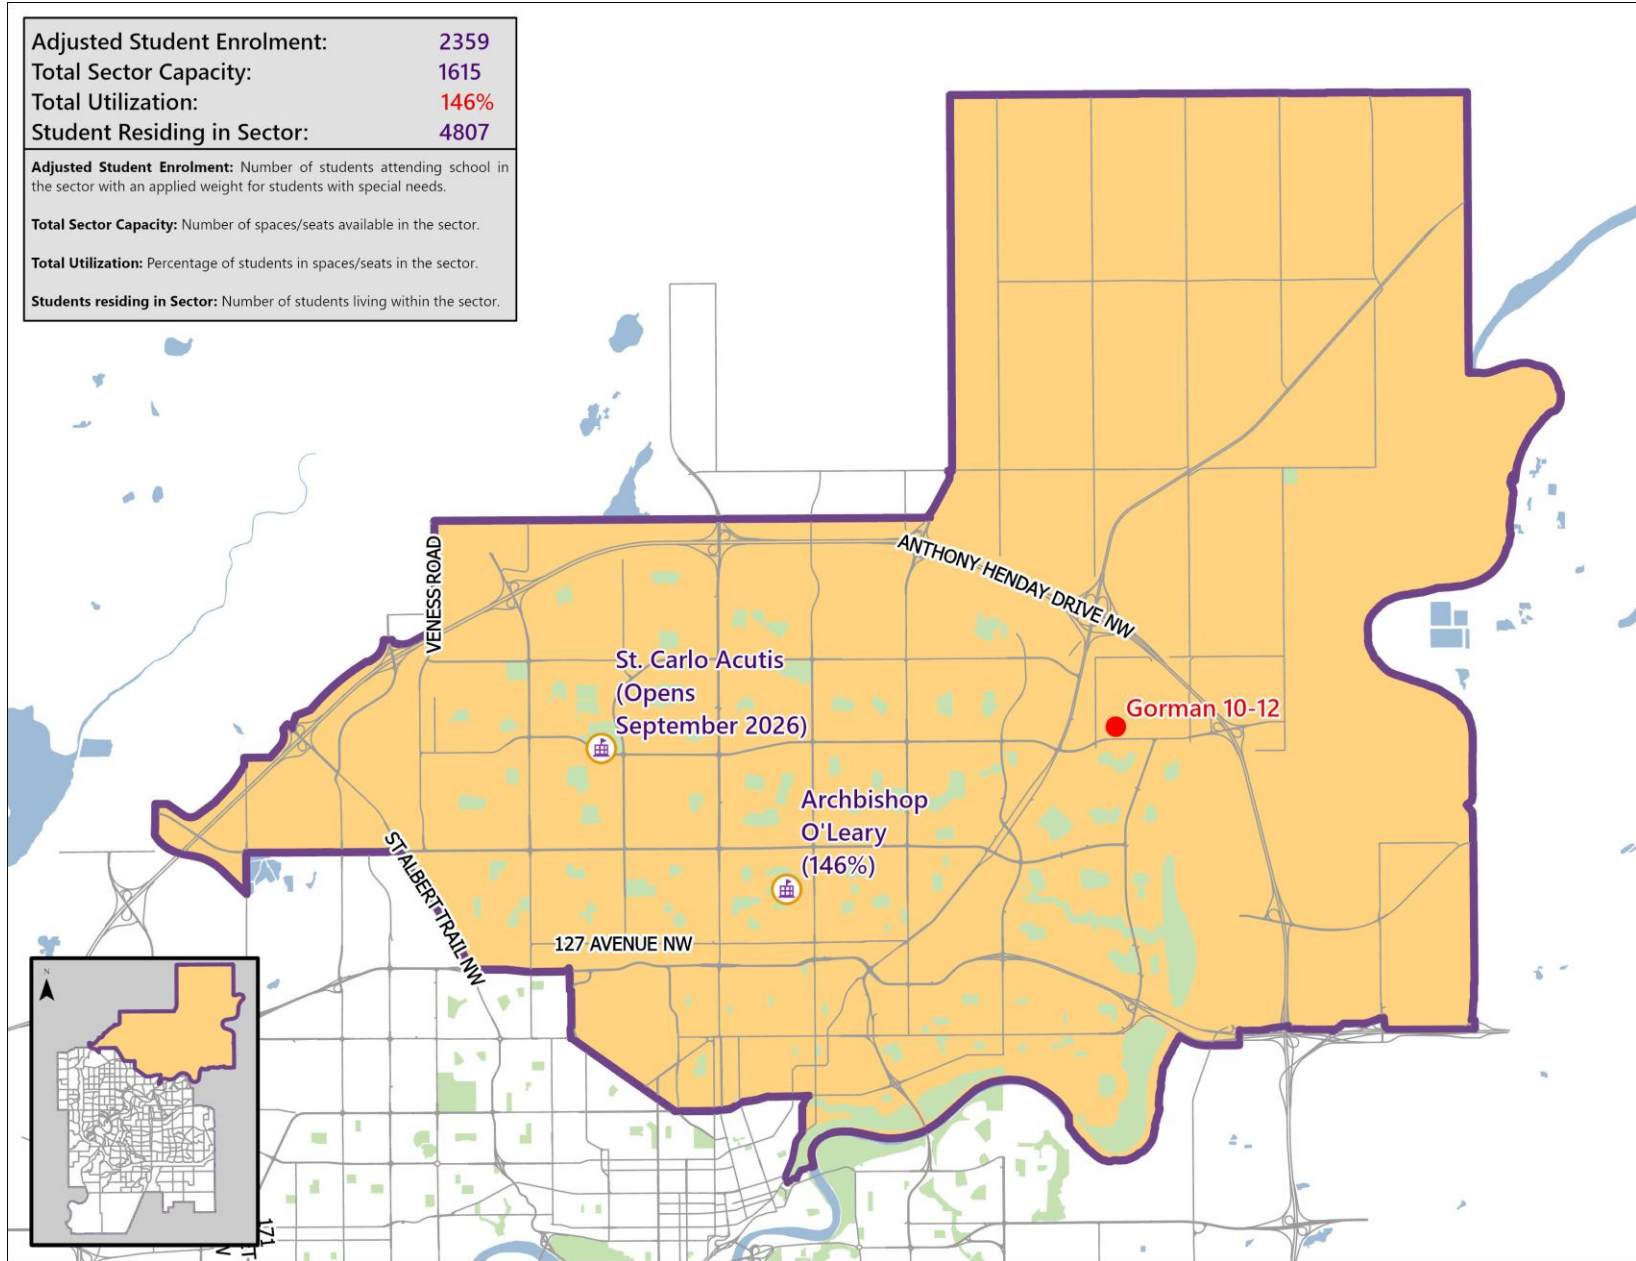 Adjusted Student Enrolment: 2359
Total Sector Capacity: 1615
Total Utilization: 146%
Student Residing in Sector: 4807
Adjusted Student Enrolment: Number of students attending school in
the sector with an applied weight for students with special needs.
Total Sector Capacity: Number of spaces/seats available in the sector.
Total Utilization: Percentage of students in spaces/seats in the sector.
Students residing in Sector: Number of students living within the sector.
VENESS ROAD
ANTHONY HENDAY DRIVE NW
St. Carlo Acutis
(Opens
September 2026)
Gorman 10-12
Archbishop
O'Leary
(146%)
ST ALBERT TRAIL NW
127 AVENUE NW
N
171